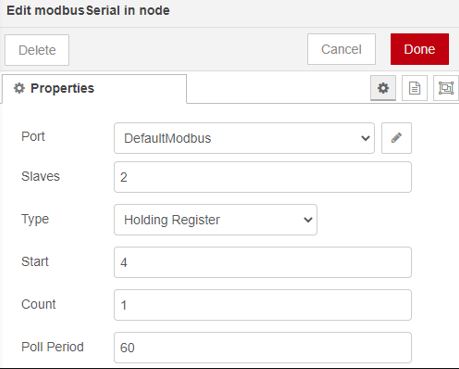 Edit modbusSerial in node
Delete
Cancel
Done
Properties
Port
DefaultModbus
Slaves
2
Type
Holding Register
Start
4
Count
1
Poll Period
60